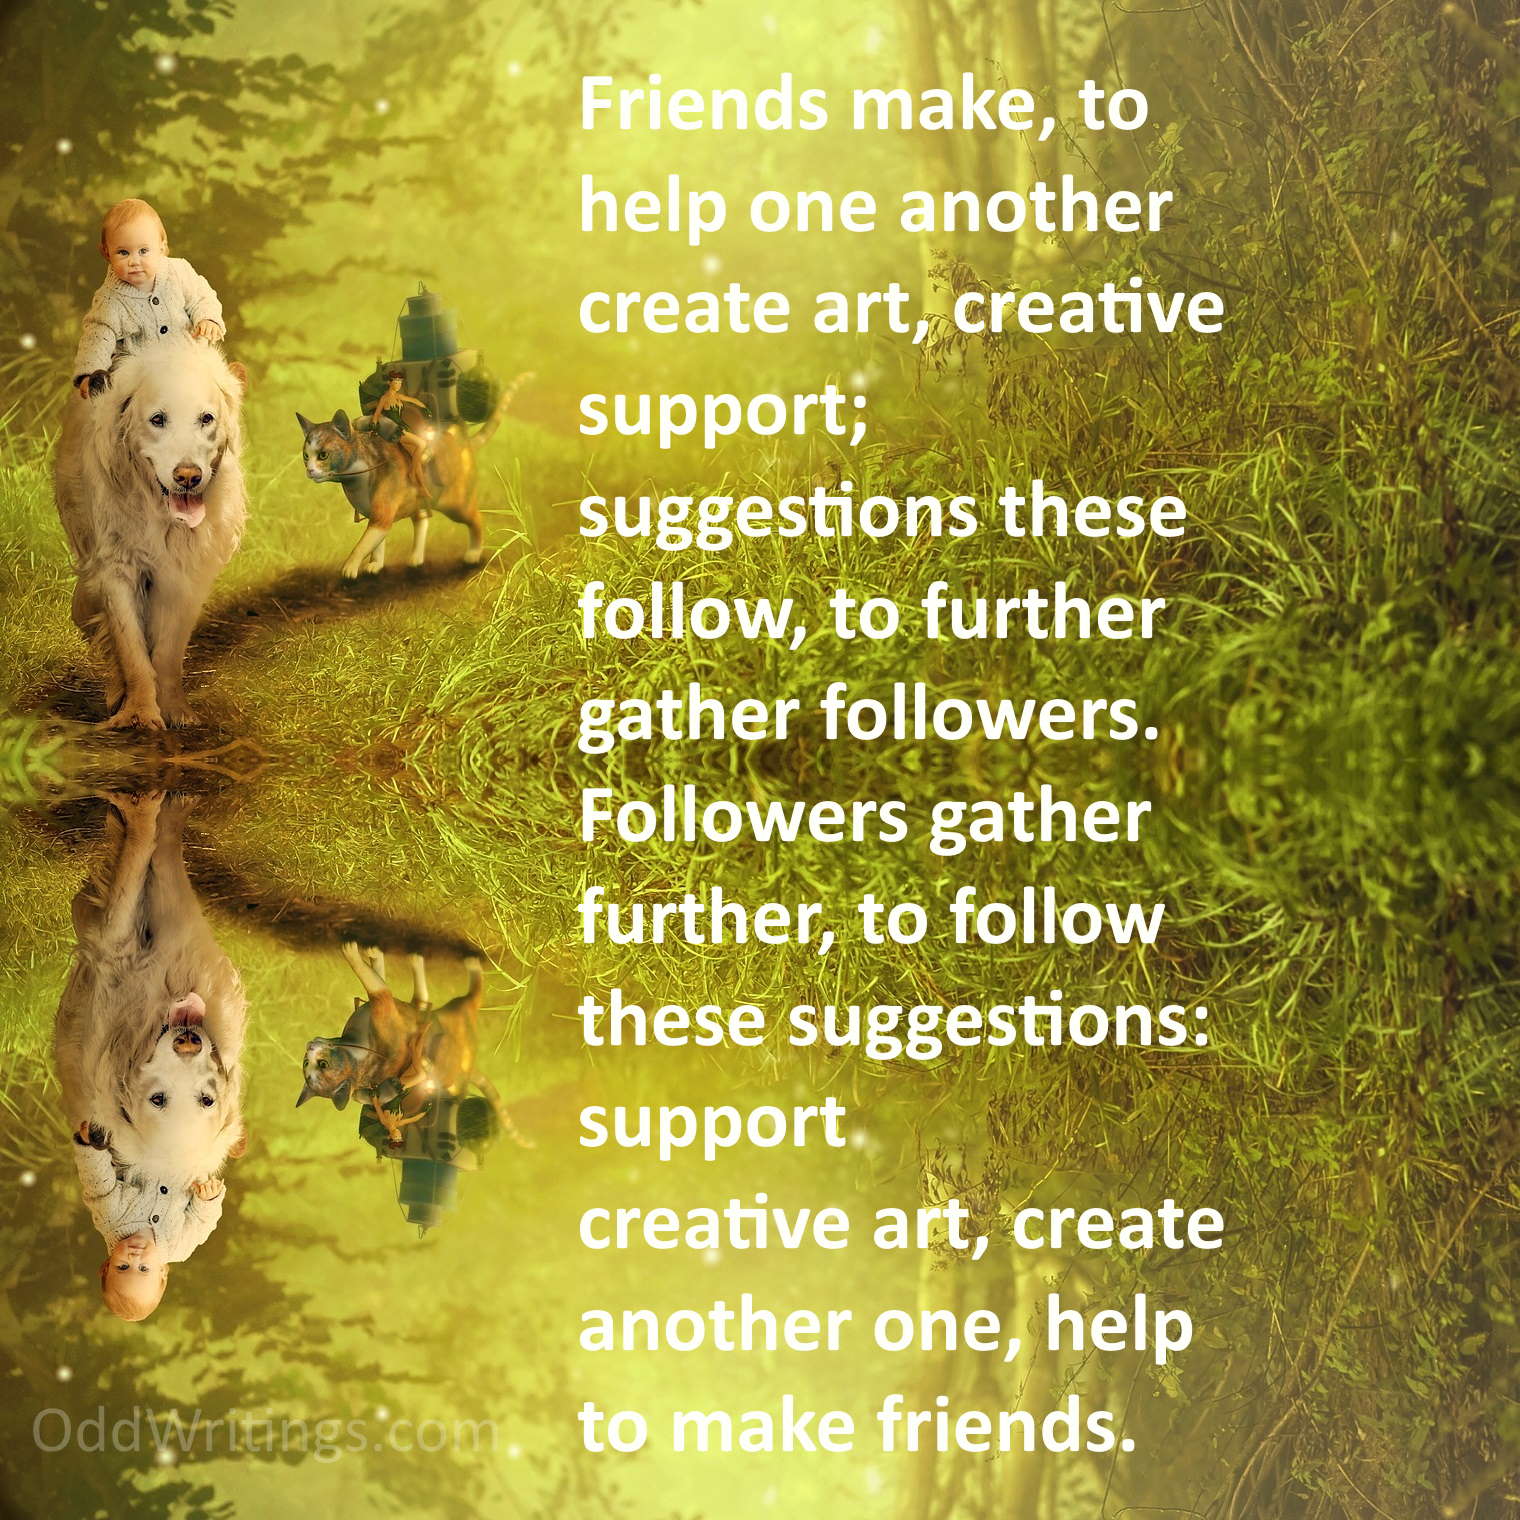 Friends make, to
help one another
create art, creative
support;
suggestions these
follow, to further
gather followers.
Followers gather
further, to follow
these suggestions:
support
creative art, create
another one, help
to make friends.
OddWritings.com